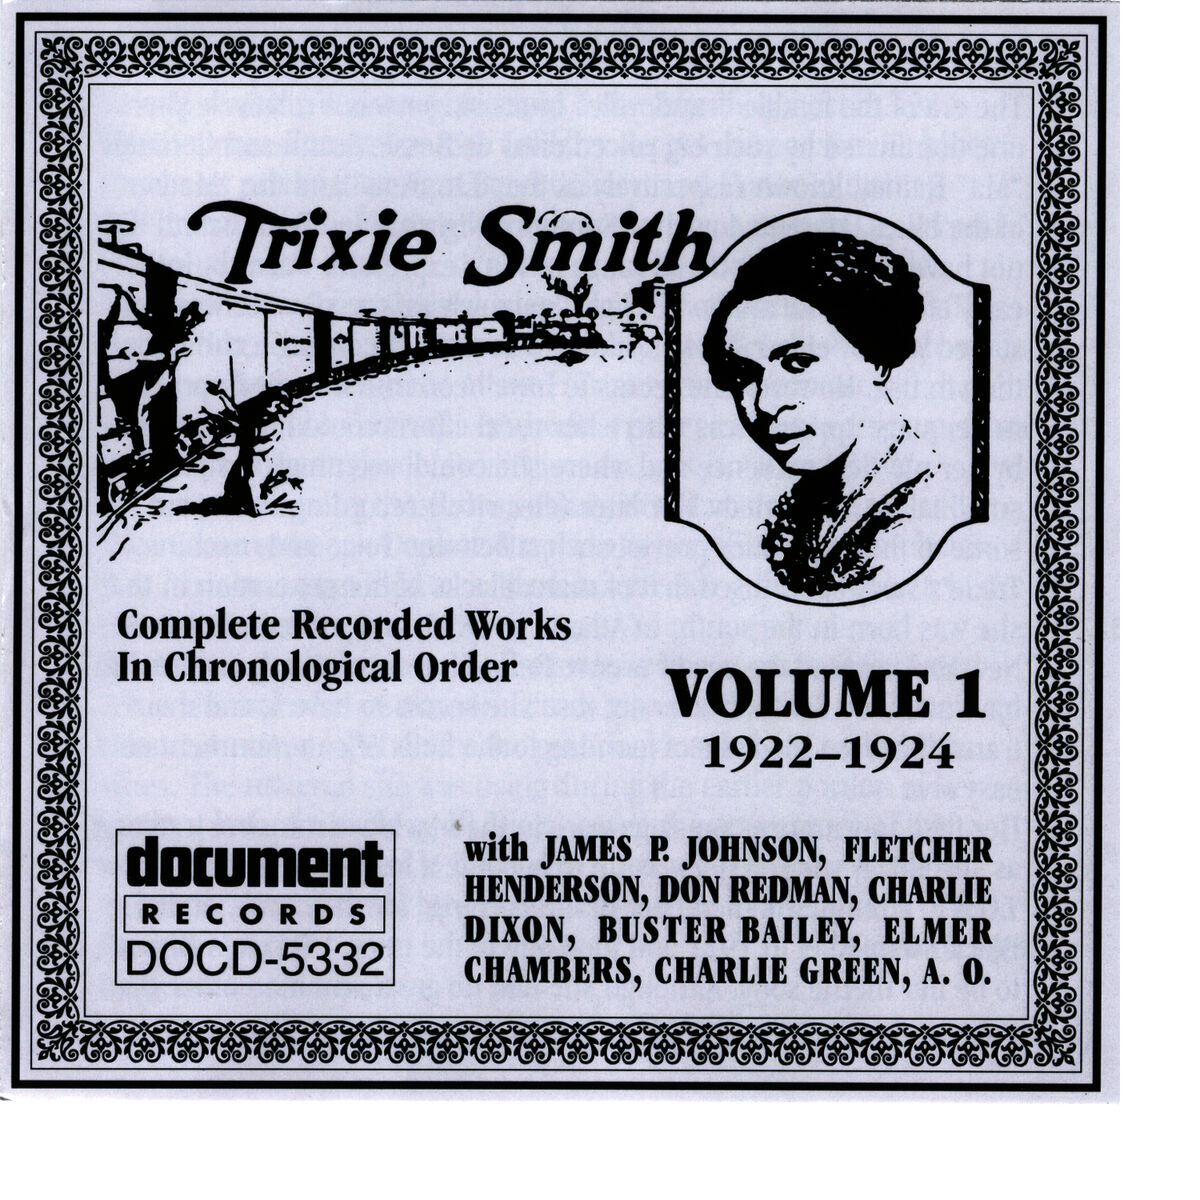 Trixie Smith
Complete Recorded Works
In Chronological Order
VOLUME 1
1922–1924
document
RECORDS
DOCD-5332
with JAMES P. JOHNSON, FLETCHER
HENDERSON, DON REDMAN, CHARLIE
DIXON, BUSTER BAILEY, ELMER
CHAMBERS, CHARLIE GREEN, A. O.